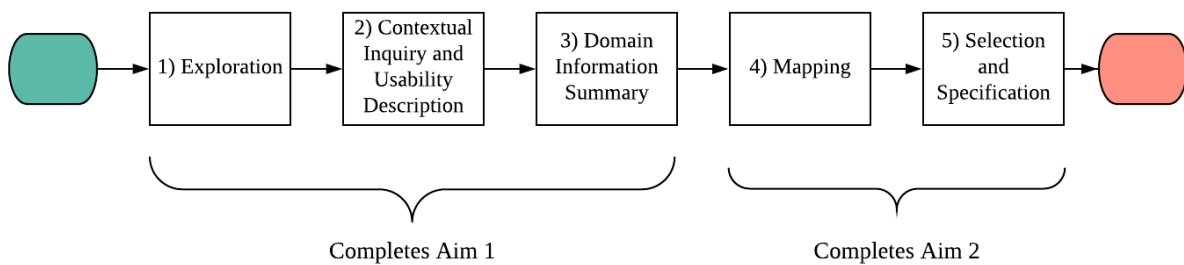 1) Exploration
2) Contextual
Inquiry and
Usability
Description
3) Domain
Information
Summary
4) Mapping
5) Selection
and
Specification
Completes Aim 1
Completes Aim 2